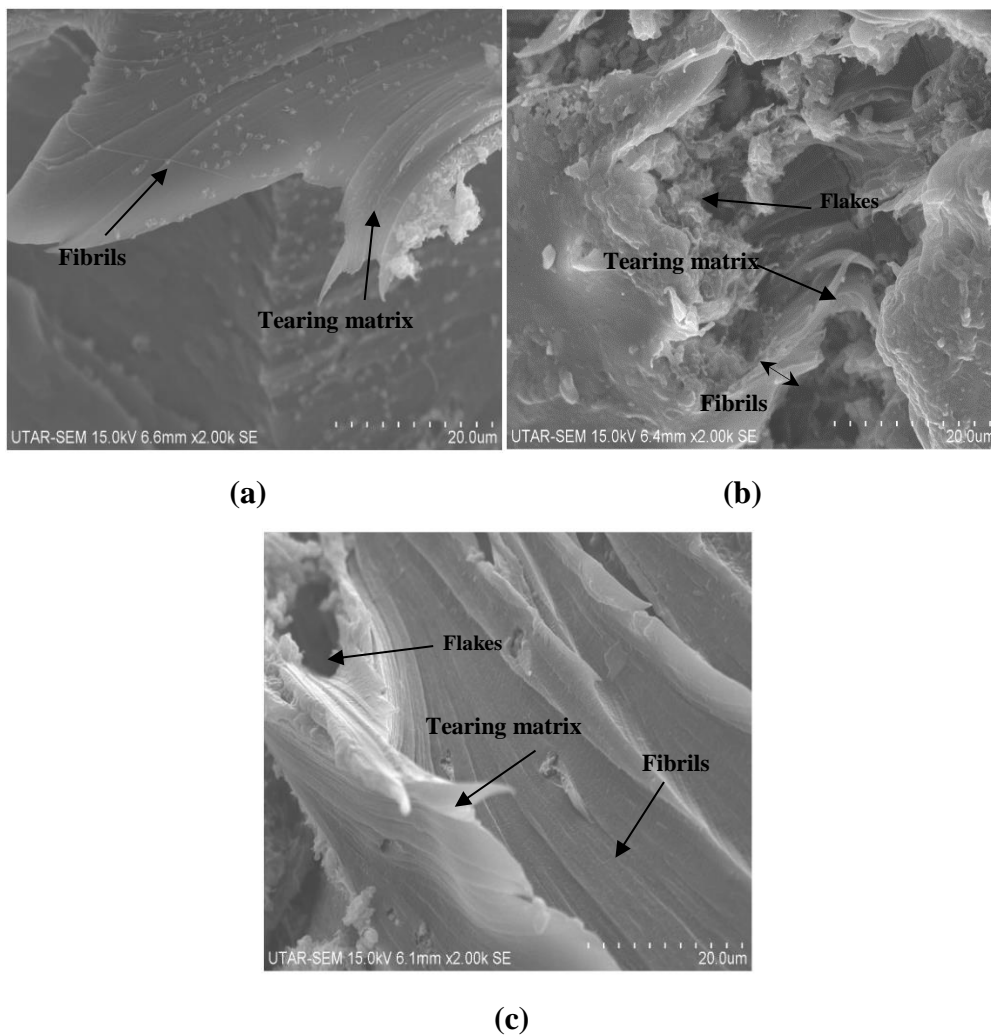 Fibrils
Tearing matrix
UTAR-SEM 15.0kV 6.6mm x2.00k SE
20.0um
(a)
Flakes
Tearing matrix
Fibrils
UTAR-SEM 15.0kV 6.4mm x2.00k SE
20.0um
(b)
Flakes
Tearing matrix
Fibrils
UTAR-SEM 15.0kV 6.1mm x2.00k SE
20.0um
(c)